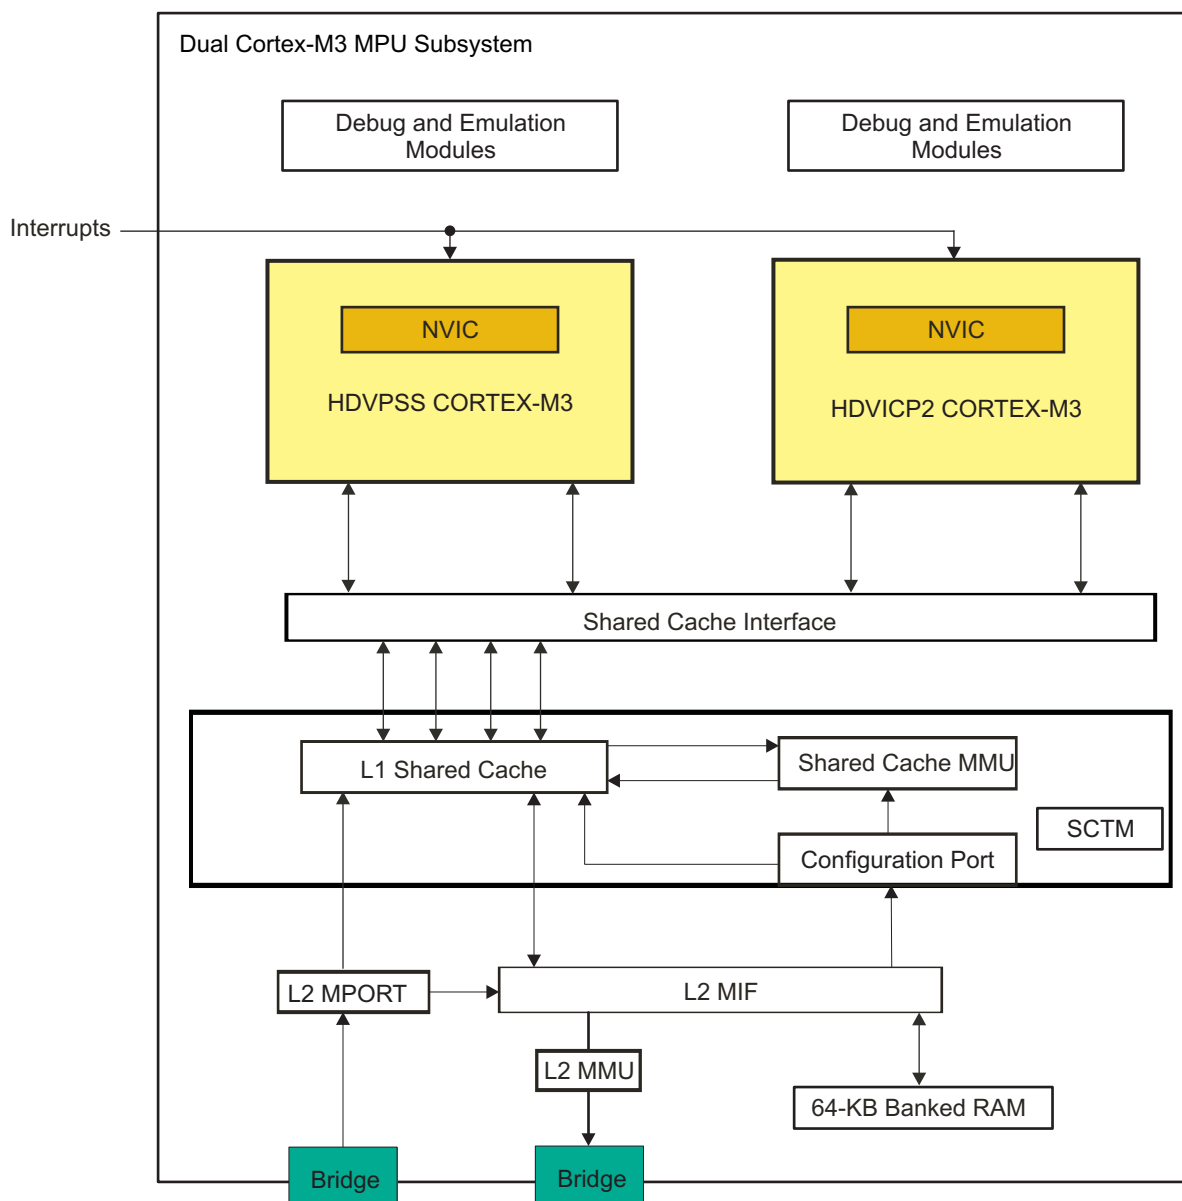 Dual Cortex-M3 MPU Subsystem
Debug and Emulation
Modules
Debug and Emulation
Modules
Interrupts
NVIC
HDVPSS CORTEX-M3
NVIC
HDVICP2 CORTEX-M3
Shared Cache Interface
L1 Shared Cache
Shared Cache MMU
SCTM
Configuration Port
L2 MPORT
L2 MIF
L2 MMU
64-KB Banked RAM
Bridge
Bridge